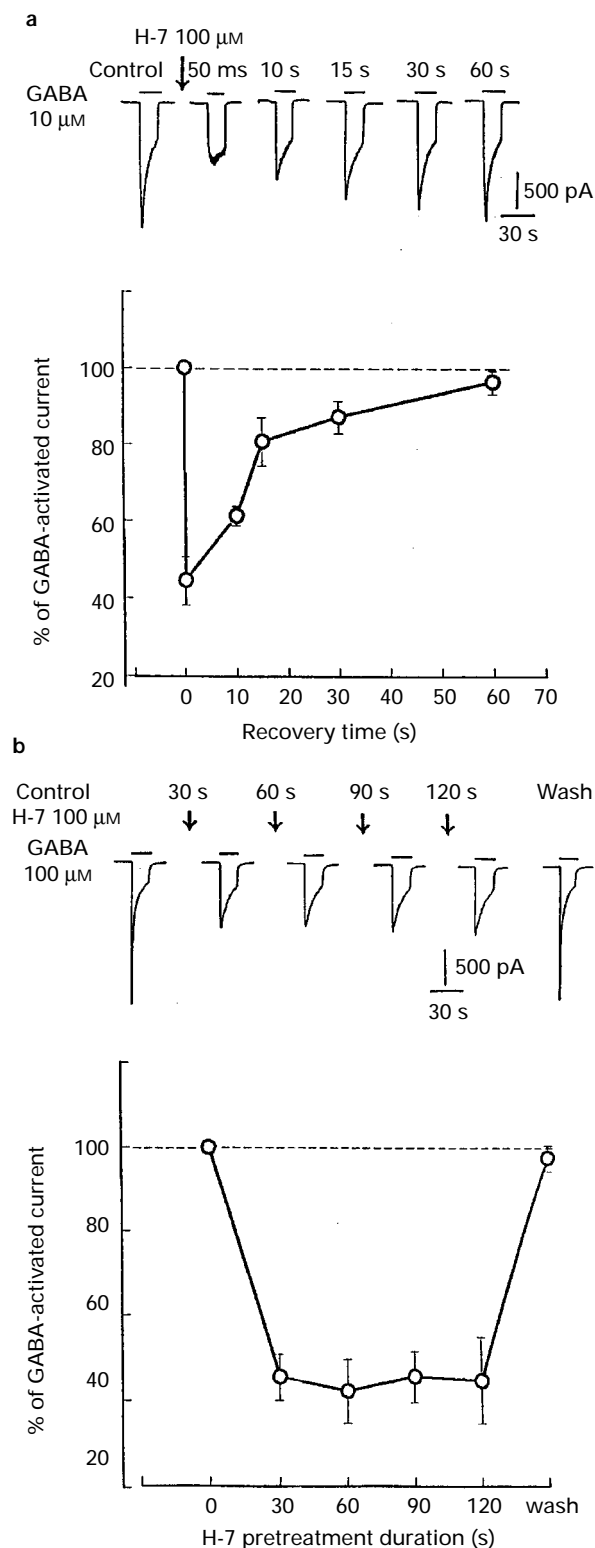 a
H-7 100 µM
Control 50 ms 10 s 15 s 30 s 60 s
GABA
10 µM
500 pA
30 s
% of GABA-activated current
100
80
60
40
20
0 10 20 30 40 50 60 70
Recovery time (s)
b
Control 30 s 60 s 90 s 120 s Wash
H-7 100 µM
GABA
100 µM
500 pA
30 s
% of GABA-activated current
100
80
60
40
20
0 30 60 90 120 wash
H-7 pretreatment duration (s)